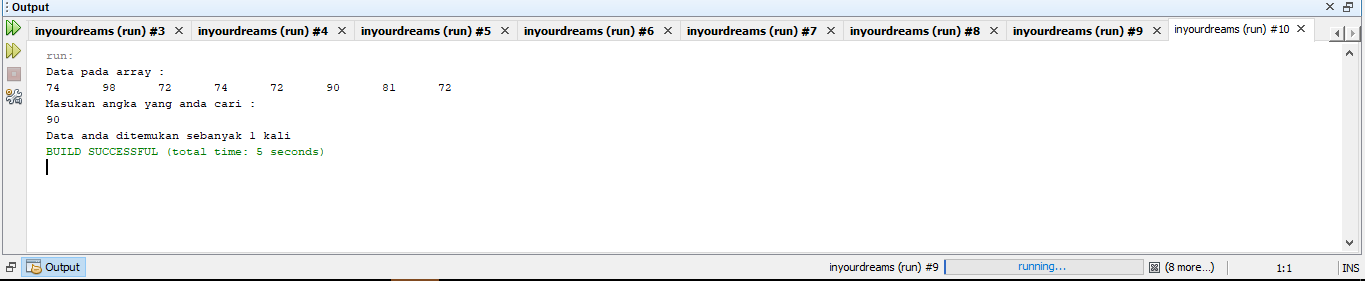 Output
inyourdreams (run) #3 inyourdreams (run) #4 inyourdreams (run) #5 inyourdreams (run) #6 inyourdreams (run) #7 inyourdreams (run) #8 inyourdreams (run) #9 inyourdreams (run) #10
run:
Data pada array :
74 98 72 74 72 90 81 72
Masukan angka yang anda cari :
90
Data anda ditemukan sebanyak 1 kali
BUILD SUCCESSFUL (total time: 5 seconds)
Output inyourdreams (run) #9 running... (8 more...) 1:1 INS